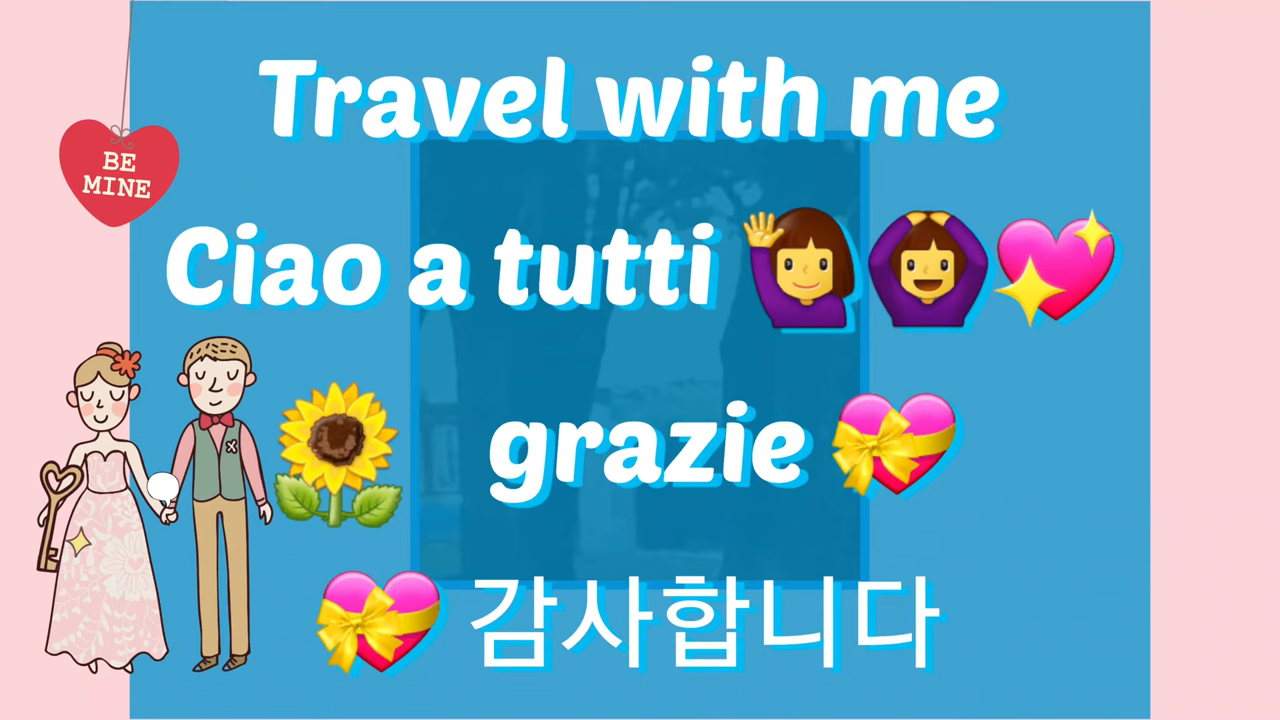 Travel with me
BE
MINE
Ciao a tutti 🙋‍♀️🙆‍♀️💖
🌻 grazie 💝
💝 감사합니다